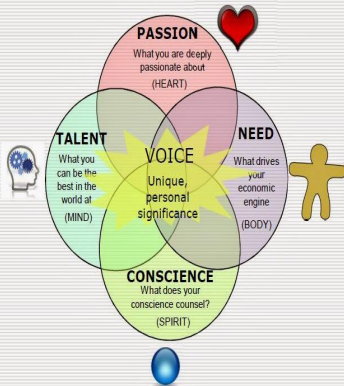 PASSION
What you are deeply
passionate about
(HEART)
TALENT
What you
can be the
best in the
world at
(MIND)
VOICE
Unique,
personal
significance
NEED
What drives
your
economic
engine
(BODY)
CONSCIENCE
What does your
conscience counsel?
(SPIRIT)